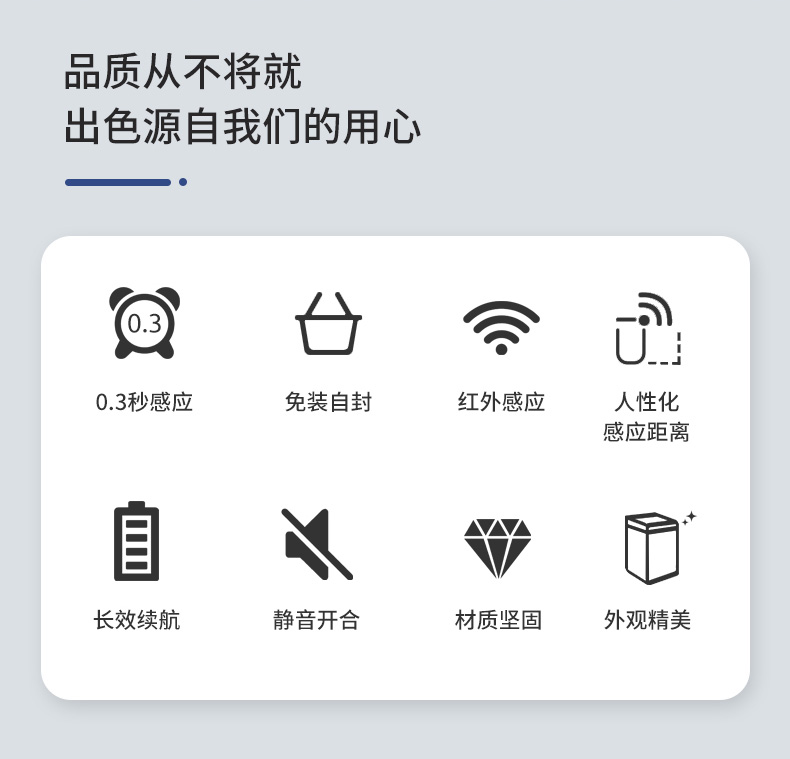 品质从不将就
出色源自我们的用心
0.3
0.3秒感应
免装自封
红外感应
人性化
感应距离
长效续航
静音开合
材质坚固
外观精美